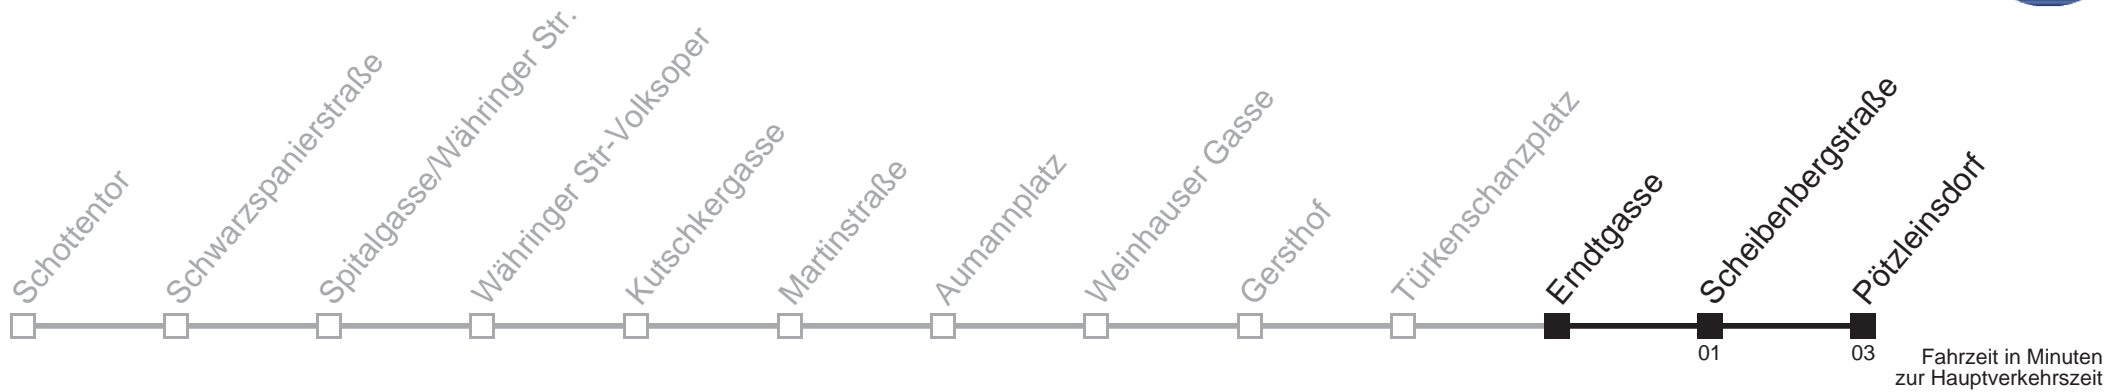 Schottentor
Schwarzspanierstraße
Spitalgasse/Währinger Str.
Währinger Str-Volksoper
Kutschkergasse
Martinstraße
Aumannplatz
Weinhauser Gasse
Gersthof
Türkenschanzplatz
Erndtgasse
Scheibenbergstraße
Pötzleinsdorf
01
03
Fahrzeit in Minuten
zur Hauptverkehrszeit